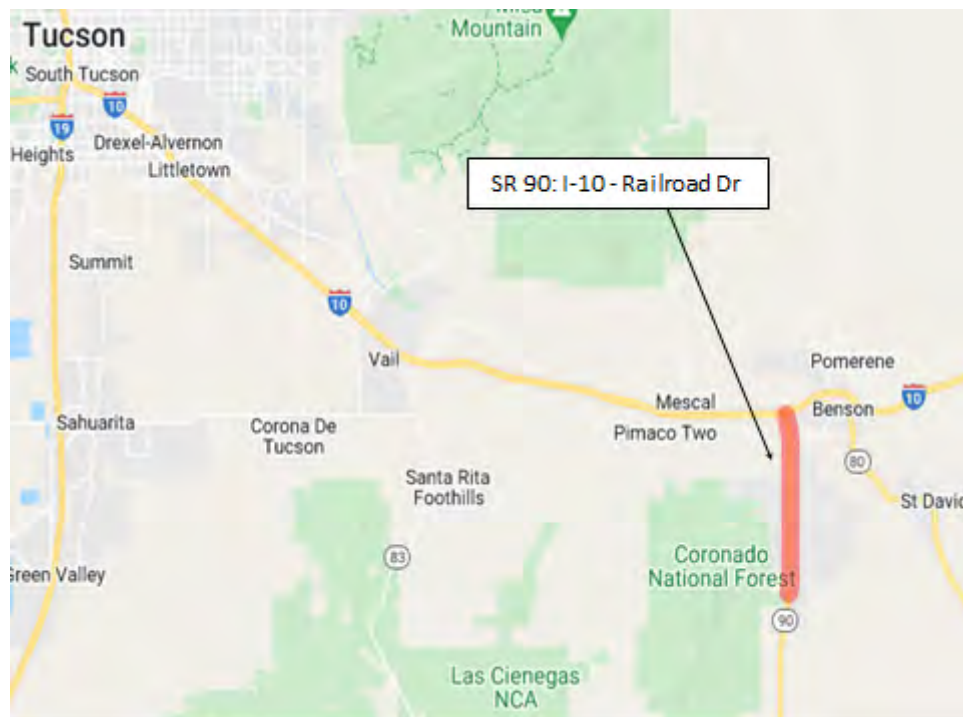 Tucson
Mountain
South Tucson
10
19
Heights
Drexel-Alvernon
Littletown
SR 90: I-10 - Railroad Dr
Summit
10
Vail
Pomerene
Mescal
Benson
10
Sahuarita
Corona De
Tucson
Pimaco Two
80
Santa Rita
Foothills
St Davi
83
Coronado
National Forest
Green Valley
90
Las Cienegas
NCA